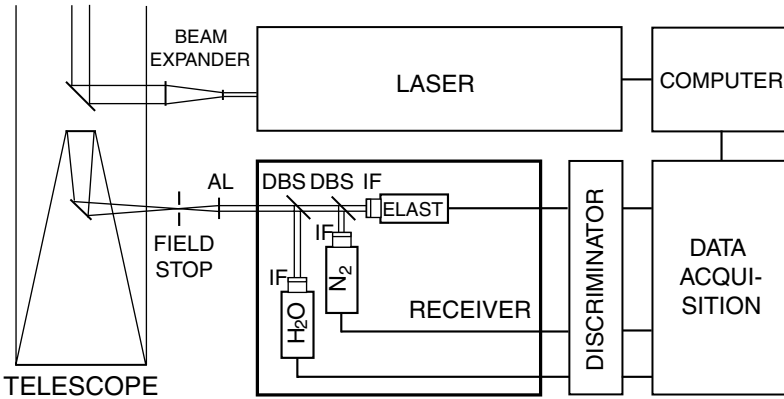 BEAM
EXPANDER
LASER
COMPUTER
AL
DBS
DBS
IF
ELAST
FIELD
STOP
IF
N₂
IF
H₂O
RECEIVER
DISCRIMINATOR
DATA
ACQUI-
SITION
TELESCOPE